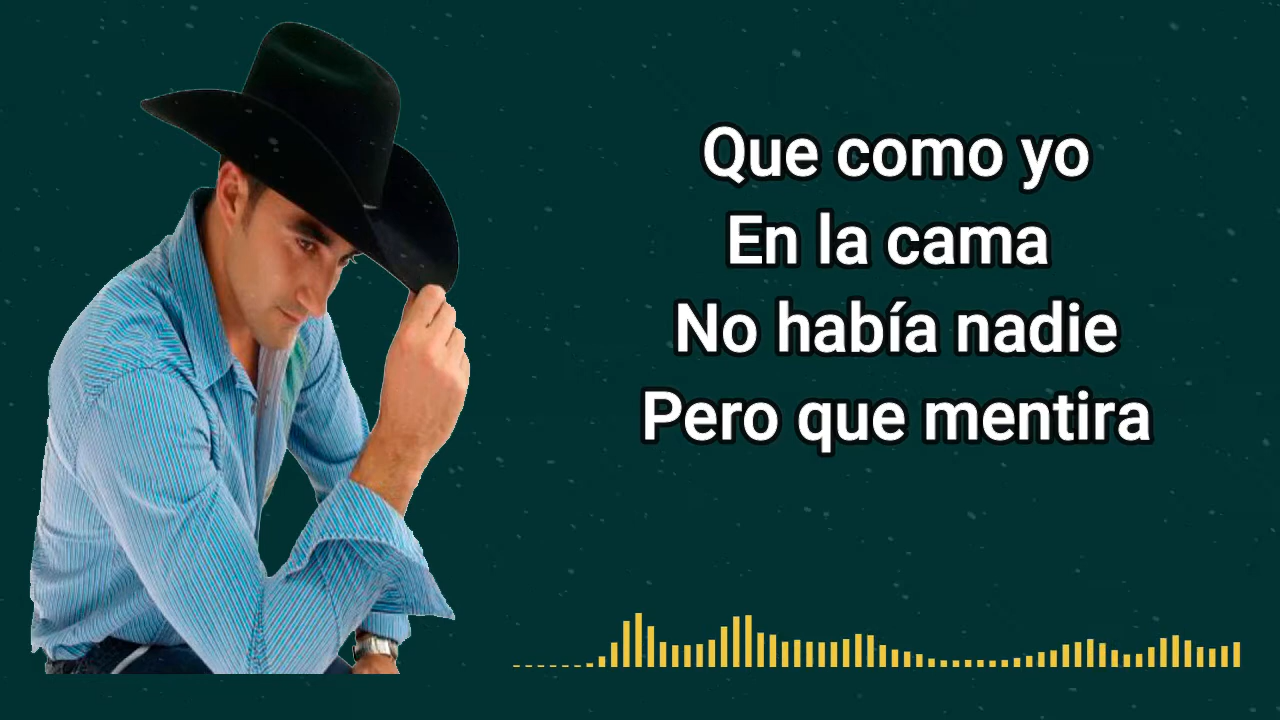 Que como yo
En la cama
No había nadie
Pero que mentira